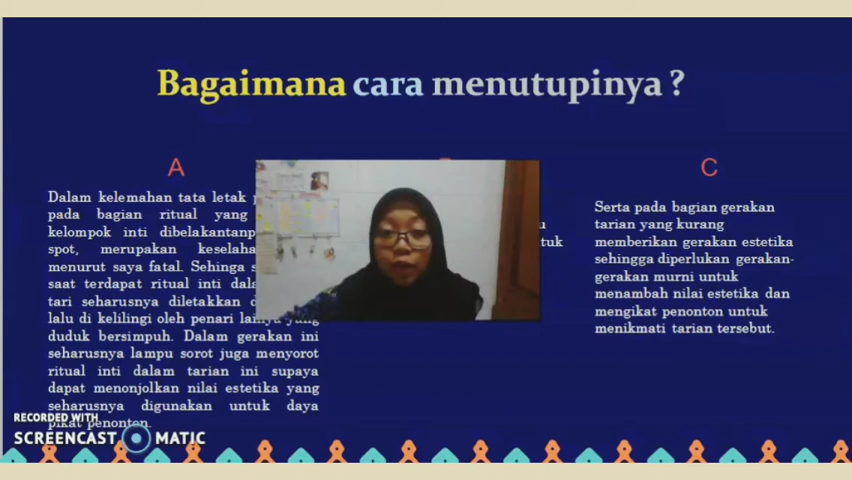 Bagaimana cara menutupinya ?
A
C
Dalam kelemahan tata letak
pada bagian ritual yang
kelompok inti dibelakantanp
spot, merupakan keselaha
menurut saya fatal. Sehinga
saat terdapat ritual inti dala
tari seharusnya diletakkan
lalu di kelilingi oleh penari yang
duduk bersimpuh. Dalam gerakan ini
seharusnya lampu sorot juga menyorot
ritual inti dalam tarian ini supaya
dapat menonjolkan nilai estetika yang
seharusnya digunakan untuk daya
pikat penonton.
Serta pada bagian gerakan
tarian yang kurang
memberikan gerakan estetika
sehingga diperlukan gerakan-
gerakan murni untuk
menambah nilai estetika dan
mengikat penonton untuk
menikmati tarian tersebut.
RECORDED WITH
SCREENCAST MATIC